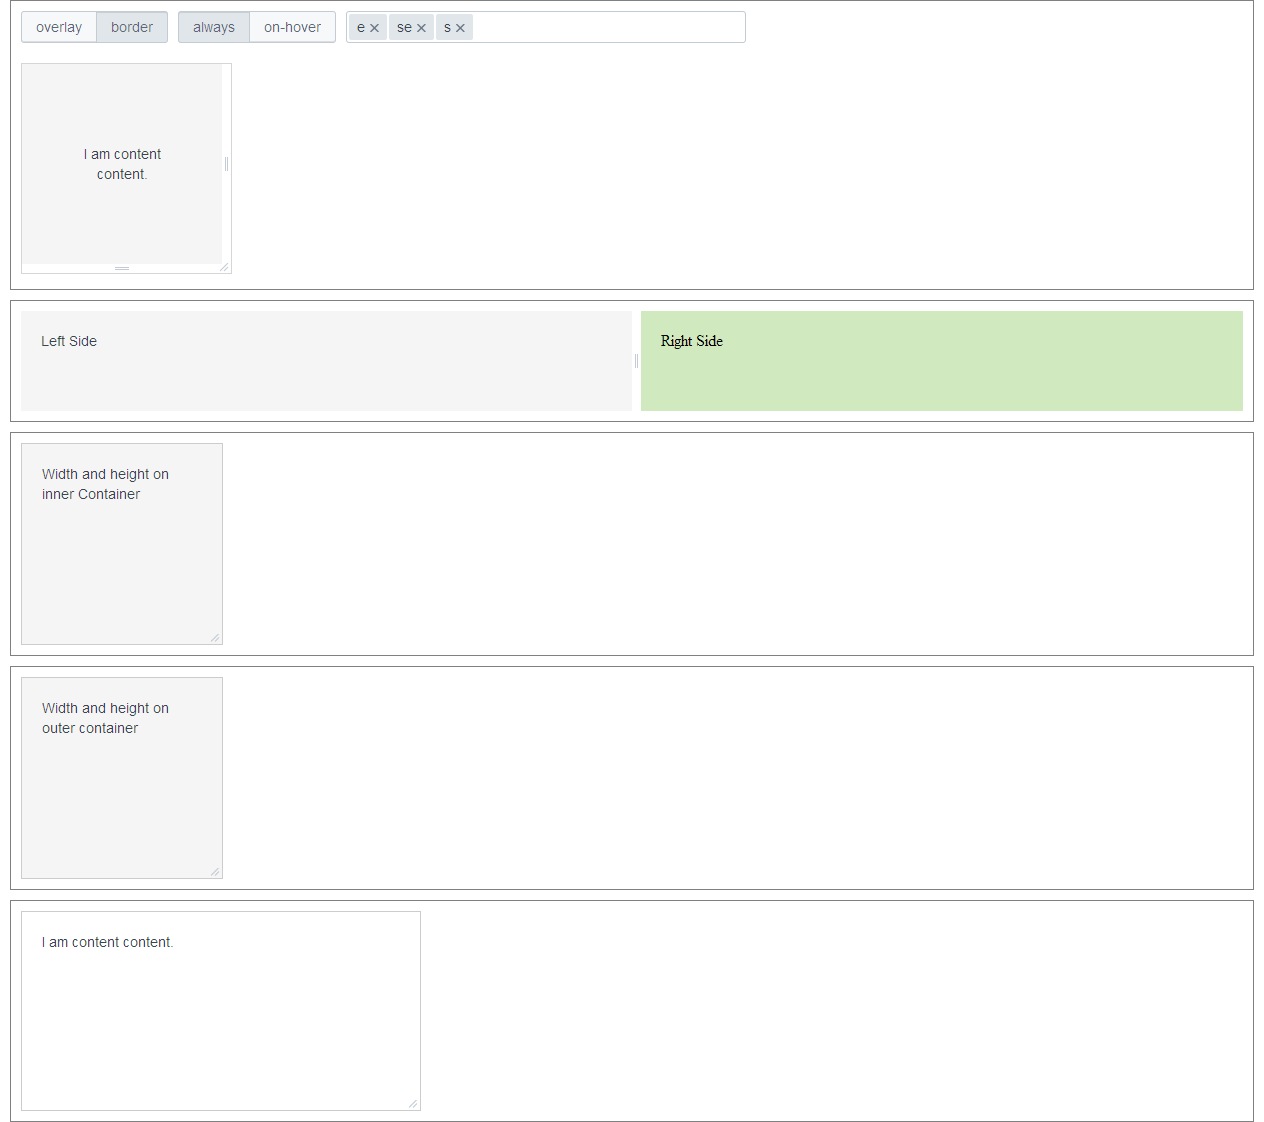 overlay border always on-hover e se s
I am content
content.
Left Side Right Side
Width and height on
inner Container
Width and height on
outer container
I am content content.